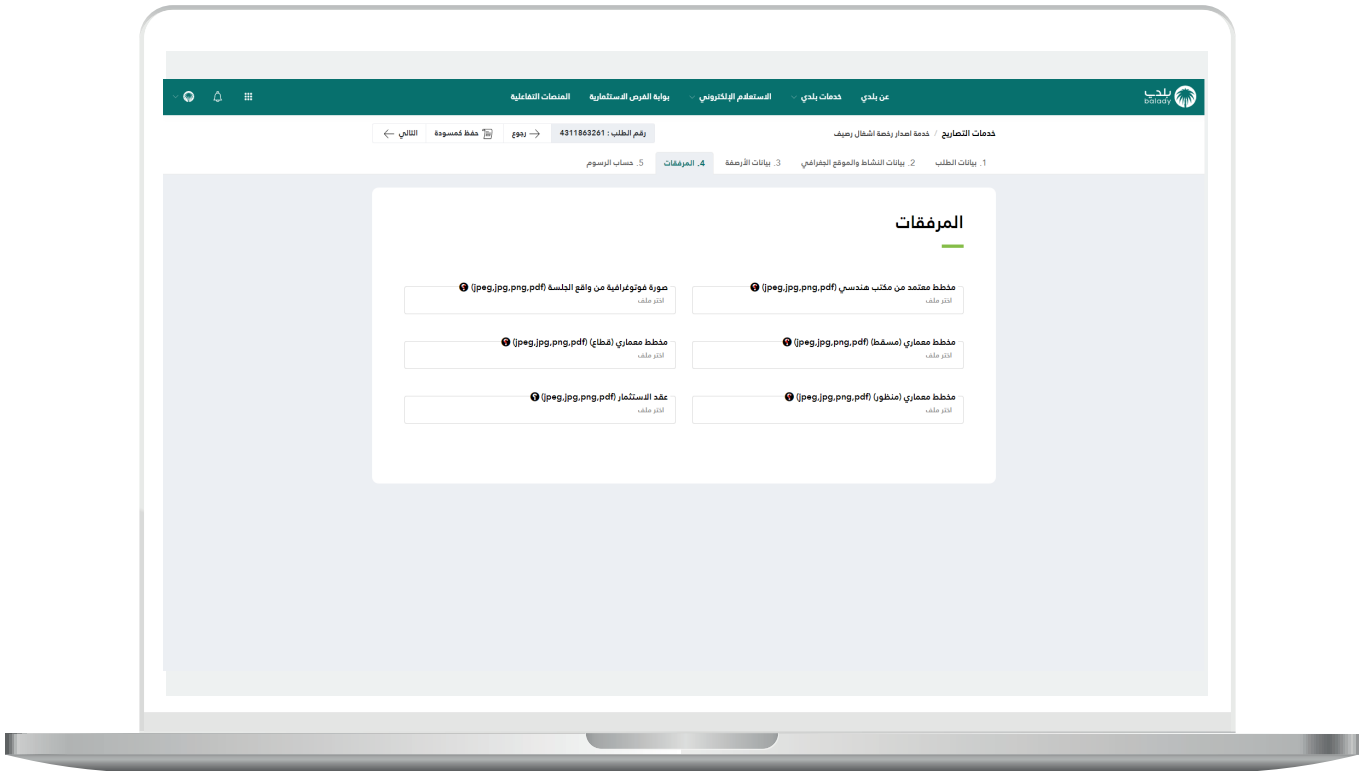 بلدي
balady
عن بلدي
خدمات بلدي
الاستعلام الإلكتروني
بوابة الفرص الاستثمارية
المنصات التفاعلية
خدمات التصاريح / خدمة اصدار رخصة اشغال رصيف
رقم الطلب : 4311863261
رجوع
حفظ كمسودة
التالي
1. بيانات الطلب
2. بيانات النشاط والموقع الجغرافي
3. بيانات الأرصفة
4. المرفقات
5. حساب الرسوم
المرفقات
مخطط معتمد من مكتب هندسي (jpeg,jpg,png,pdf)
اختر ملف
صورة فوتوغرافية من واقع الجلسة (jpeg,jpg,png,pdf)
اختر ملف
مخطط معماري (مسقط) (jpeg,jpg,png,pdf)
اختر ملف
مخطط معماري (قطاع) (jpeg,jpg,png,pdf)
اختر ملف
مخطط معماري (منظور) (jpeg,jpg,png,pdf)
اختر ملف
عقد الاستثمار (jpeg,jpg,png,pdf)
اختر ملف